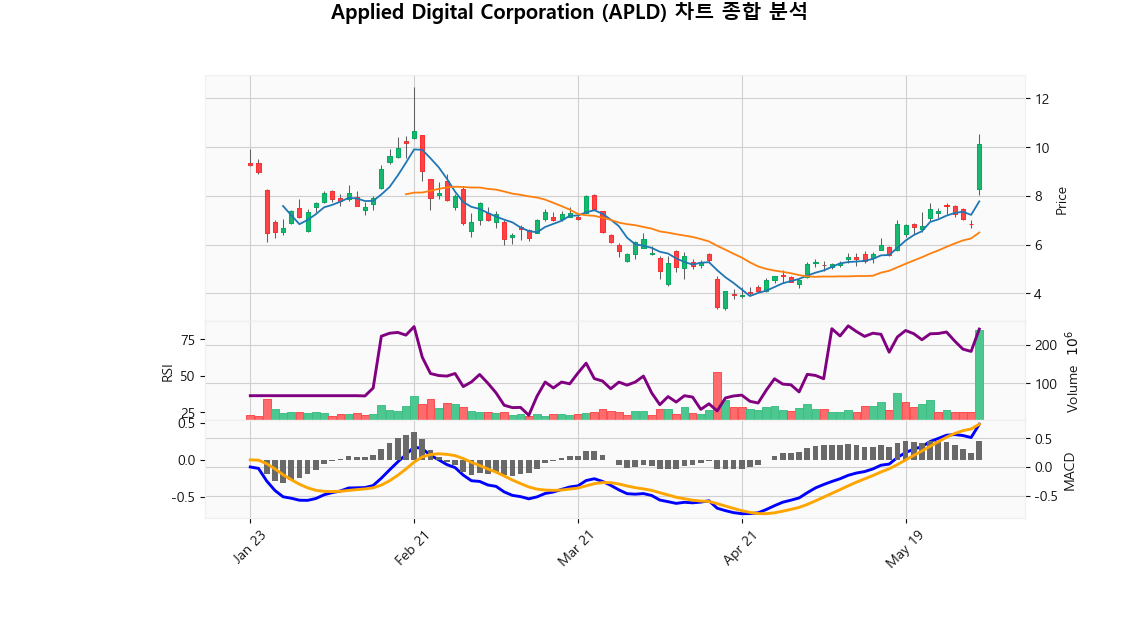 Applied Digital Corporation (APLD) 차트 종합 분석
12
10
8
6
4
Price
75
50
25
RSI
200
100
Volume 10⁶
0.5
0.0
-0.5
0.5
0.0
-0.5
MACD
Jan 23
Feb 21
Mar 21
Apr 21
May 19